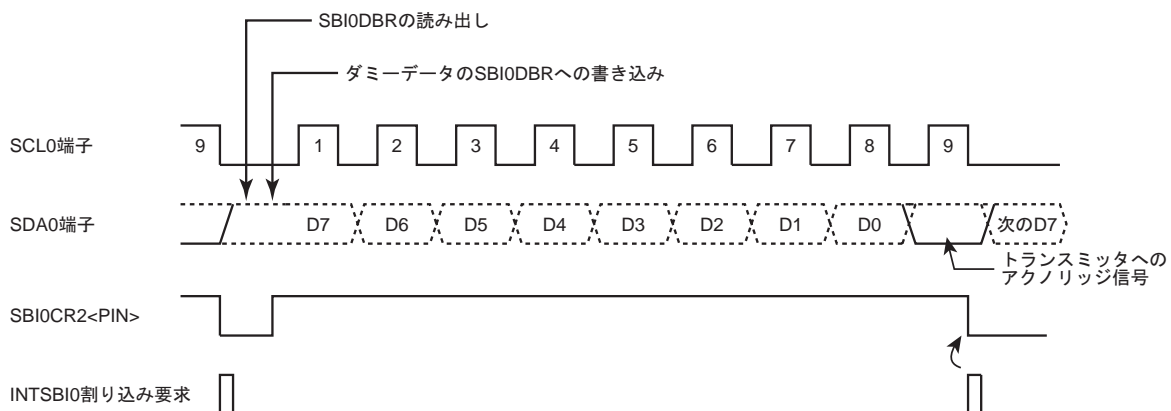 SBI0DBRの読み出し
ダミーデータのSBI0DBRへの書き込み
SCL0端子 9 1 2 3 4 5 6 7 8 9
SDA0端子 D7 D6 D5 D4 D3 D2 D1 D0 次のD7
トランスミッタへの
アクノリッジ信号
SBI0CR2<PIN>
INTSBI0割り込み要求